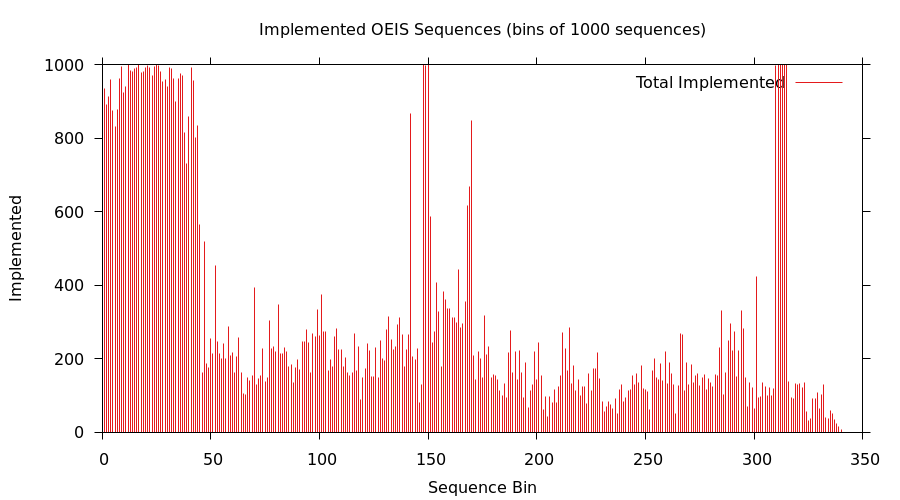 Implemented OEIS Sequences (bins of 1000 sequences)
1000
800
600
400
200
0
Implemented
Total Implemented
0 50 100 150 200 250 300 350
Sequence Bin